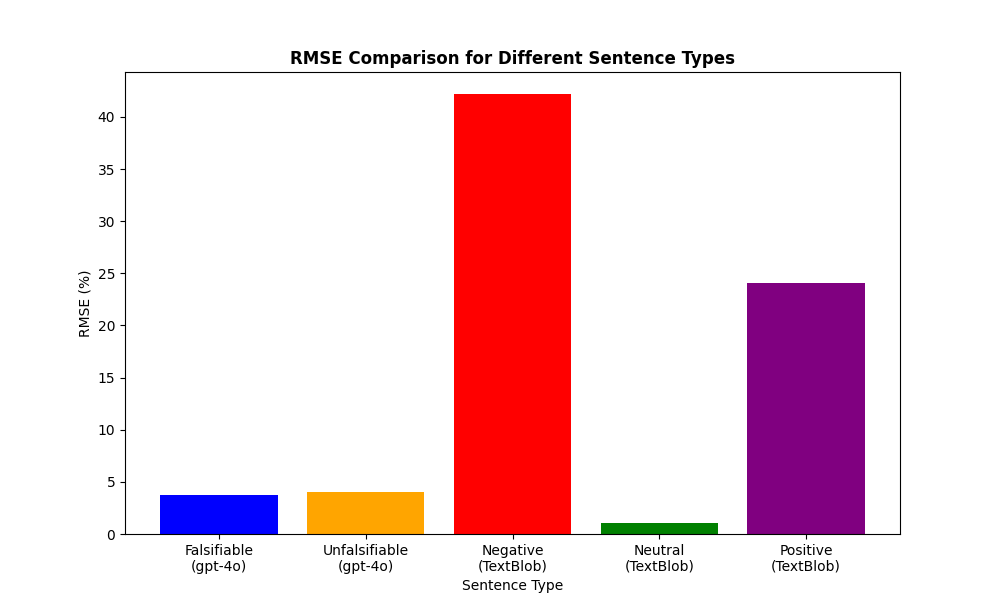 RMSE Comparison for Different Sentence Types
RMSE (%)
40
35
30
25
20
15
10
5
0
Falsifiable
(gpt-4o)
Unfalsifiable
(gpt-4o)
Negative
(TextBlob)
Neutral
(TextBlob)
Positive
(TextBlob)
Sentence Type